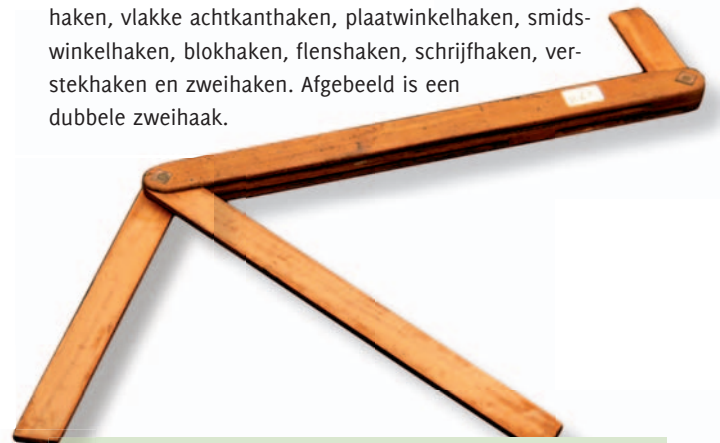 haken, vlakke achtkanthaken, plaatwinkelhaken, smids-
winkelhaken, blokhaken, flenshaken, schrijfhaken, ver-
stekhaken en zweihaken. Afgebeeld is een
dubbele zweihaak.